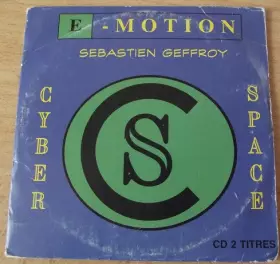 E-MOTION
SEBASTIEN GEFFROY
CYBER
SPACE
CS
CD 2 TITRES